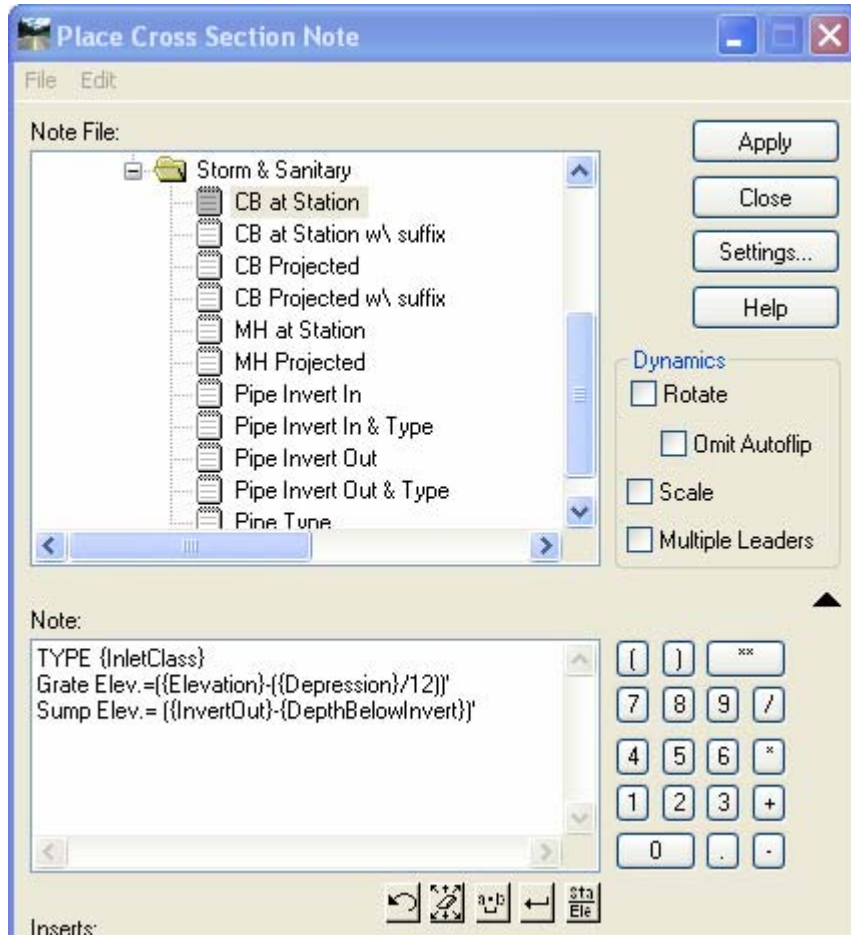 Place Cross Section Note
File Edit
Note File:
Storm & Sanitary
CB at Station
CB at Station w\ suffix
CB Projected
CB Projected w\ suffix
MH at Station
MH Projected
Pipe Invert In
Pipe Invert In & Type
Pipe Invert Out
Pipe Invert Out & Type
Pipe Type
Apply
Close
Settings...
Help
Dynamics
Rotate
Omit Autoflip
Scale
Multiple Leaders
Note:
TYPE {InletClass}
Grate Elev.=({Elevation}-({Depression}/12))'
Sump Elev.= ({InvertOut}-{DepthBelowInvert})'
( ) **
7 8 9 /
4 5 6 *
1 2 3 +
0 . -
a b
Sta
Ele
Inserts: